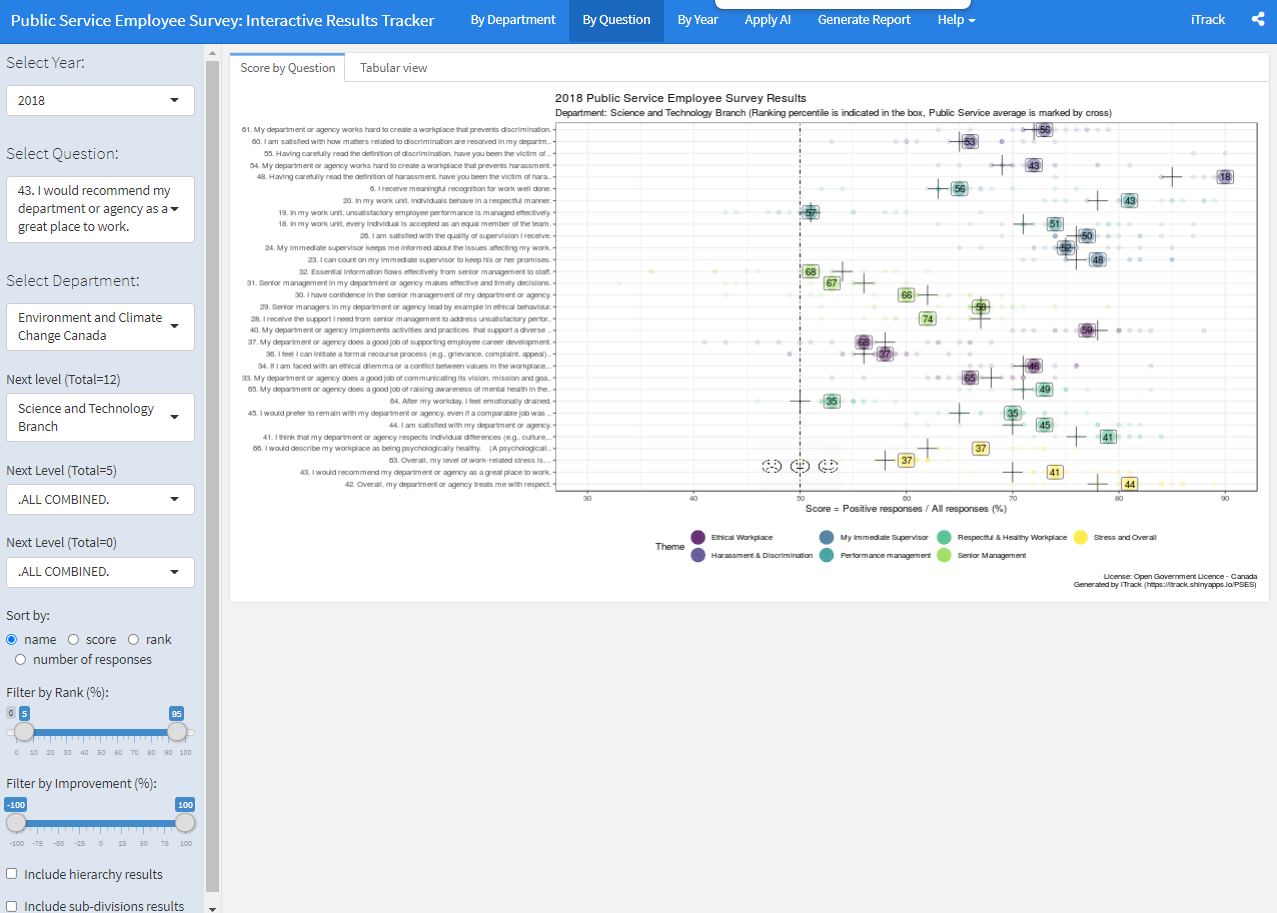 Public Service Employee Survey: Interactive Results Tracker
By Department
By Question
By Year
Apply AI
Generate Report
Help
iTrack
Select Year:
2018
Select Question:
43. I would recommend my
department or agency as a
great place to work.
Select Department:
Environment and Climate
Change Canada
Next level (Total=12)
Science and Technology
Branch
Next Level (Total=5)
.ALL COMBINED.
Next Level (Total=0)
.ALL COMBINED.
Sort by:
name score rank
number of responses
Filter by Rank (%):
0 5 95
0 10 20 30 40 50 60 70 80 90 100
Filter by Improvement (%):
-100 100
-100 -75 -50 -25 0 25 50 75 100
Include hierarchy results
Include sub-divisions results
Score by Question
Tabular view
2018 Public Service Employee Survey Results
Department: Science and Technology Branch (Ranking percentile is indicated in the box, Public Service average is marked by cross)
61. My department or agency works hard to create a workplace that prevents discrimination. 56
60. I am satisfied with how matters related to discrimination are resolved in my departm... 53
55. Having carefully read the definition of discrimination, have you been the victim of ...
54. My department or agency works hard to create a workplace that prevents harassment. 43
48. Having carefully read the definition of harassment, have you been the victim of hara... 18
6. I receive meaningful recognition for work well done. 56
20. In my work unit, individuals behave in a respectful manner. 43
19. In my work unit, unsatisfactory employee performance is managed effectively. 57
18. In my work unit, every individual is accepted as an equal member of the team. 51
26. I am satisfied with the quality of supervision I receive. 50
24. My immediate supervisor keeps me informed about the issues affecting my work. 52
23. I can count on my immediate supervisor to keep his or her promises. 48
32. Essential information flows effectively from senior management to staff. 68
31. Senior management in my department or agency makes effective and timely decisions. 67
30. I have confidence in the senior management of my department or agency. 66
29. Senior managers in my department or agency lead by example in ethical behaviour. 58
28. I receive the support I need from senior management to address unsatisfactory perfor... 74
40. My department or agency implements activities and practices that support a diverse ... 59
37. My department or agency does a good job of supporting employee career development. 68
36. I feel I can initiate a formal recourse process (e.g., grievance, complaint, appeal)... 37
34. If I am faced with an ethical dilemma or a conflict between values in the workplace... 48
33. My department or agency does a good job of communicating its vision, mission and goa... 65
65. My department or agency does a good job of raising awareness of mental health in the... 49
64. After my workday, I feel emotionally drained. 35
45. I would prefer to remain with my department or agency, even if a comparable job was ... 35
44. I am satisfied with my department or agency. 45
41. I think that my department or agency respects individual differences (e.g., culture,... 41
66. I would describe my workplace as being psychologically healthy. (A psychologicall... 37
63. Overall, my level of work-related stress is... 37
43. I would recommend my department or agency as a great place to work. 41
42. Overall, my department or agency treats me with respect. 44
30 40 50 60 70 80 90
Score = Positive responses / All responses (%)
Theme
Ethical Workplace
My Immediate Supervisor
Respectful & Healthy Workplace
Stress and Overall
Harassment & Discrimination
Performance management
Senior Management
License: Open Government Licence - Canada
Generated by iTrack (https://itrack.shinyapps.io/PSES)